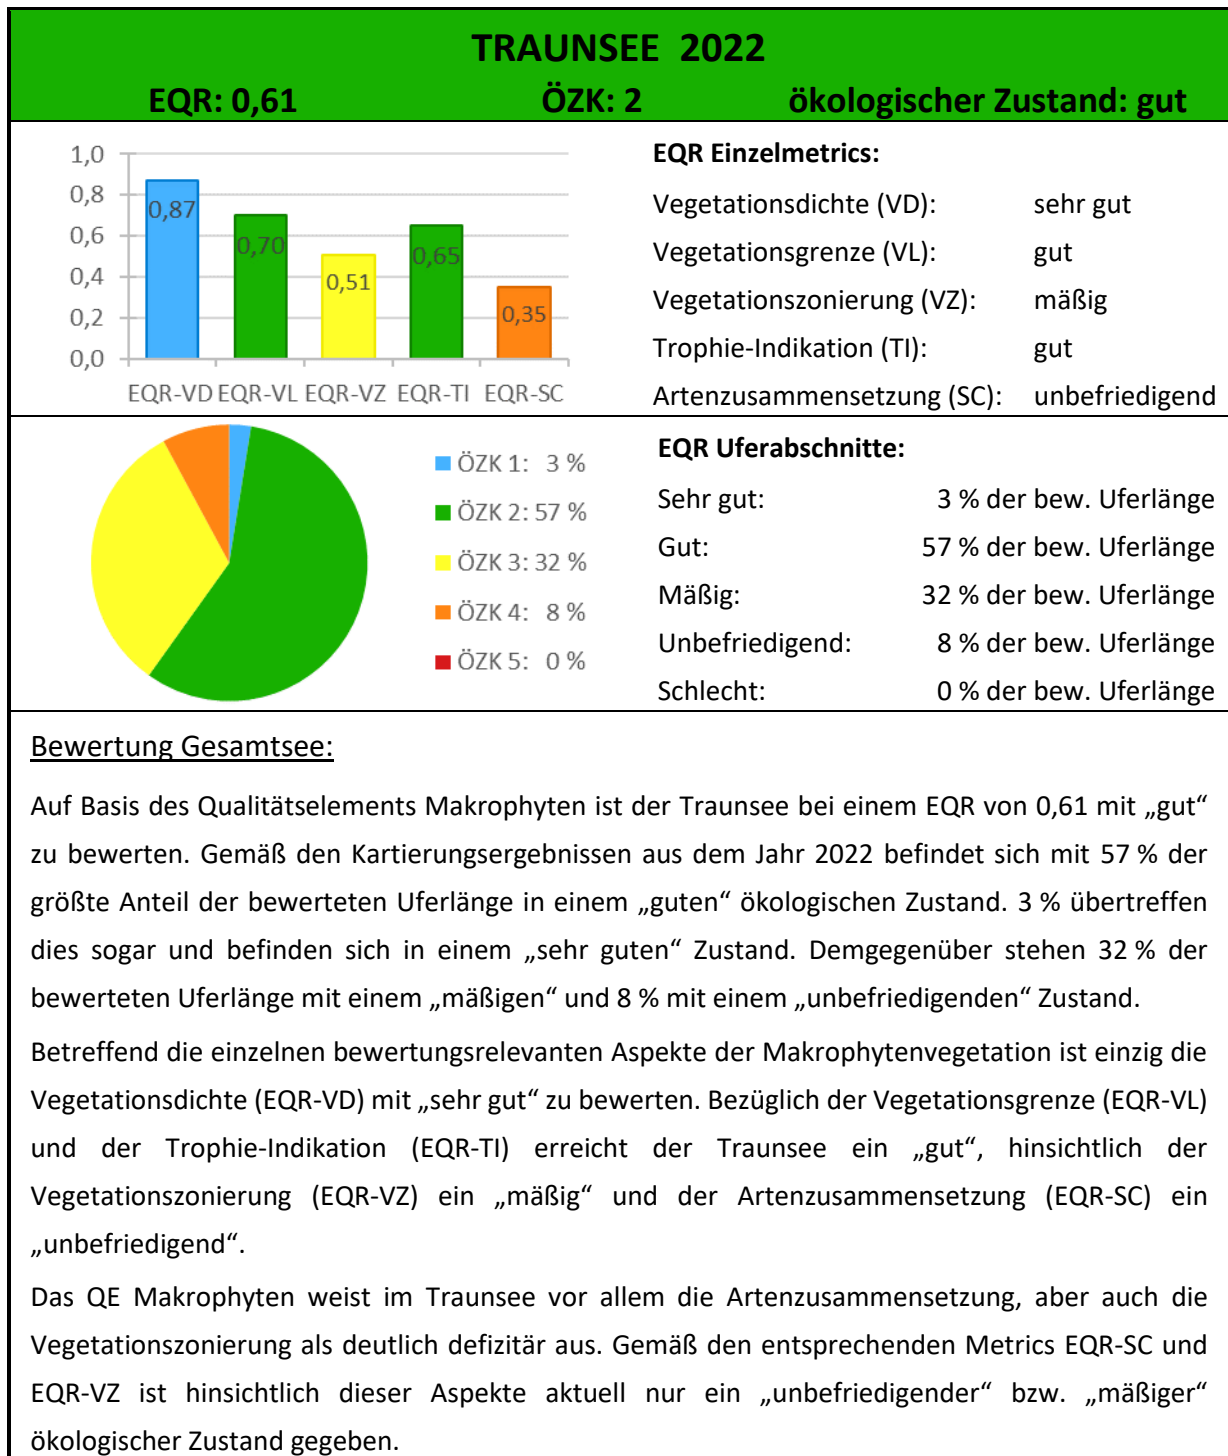 TRAUNSEE 2022
EQR: 0,61 ÖZK: 2 ökologischer Zustand: gut
1,0
0,8
0,6
0,4
0,2
0,0
0,87
0,70
0,51
0,65
0,35
EQR-VD EQR-VL EQR-VZ EQR-TI EQR-SC
EQR Einzelmetrics:
Vegetationsdichte (VD): sehr gut
Vegetationsgrenze (VL): gut
Vegetationszonierung (VZ): mäßig
Trophie-Indikation (TI): gut
Artenzusammensetzung (SC): unbefriedigend
ÖZK 1: 3 %
ÖZK 2: 57 %
ÖZK 3: 32 %
ÖZK 4: 8 %
ÖZK 5: 0 %
EQR Uferabschnitte:
Sehr gut: 3 % der bew. Uferlänge
Gut: 57 % der bew. Uferlänge
Mäßig: 32 % der bew. Uferlänge
Unbefriedigend: 8 % der bew. Uferlänge
Schlecht: 0 % der bew. Uferlänge
Bewertung Gesamtsee:
Auf Basis des Qualitätselements Makrophyten ist der Traunsee bei einem EQR von 0,61 mit „gut“
zu bewerten. Gemäß den Kartierungsergebnissen aus dem Jahr 2022 befindet sich mit 57 % der
größte Anteil der bewerteten Uferlänge in einem „guten“ ökologischen Zustand. 3 % übertreffen
dies sogar und befinden sich in einem „sehr guten“ Zustand. Demgegenüber stehen 32 % der
bewerteten Uferlänge mit einem „mäßigen“ und 8 % mit einem „unbefriedigenden“ Zustand.
Betreffend die einzelnen bewertungsrelevanten Aspekte der Makrophytenvegetation ist einzig die
Vegetationsdichte (EQR-VD) mit „sehr gut“ zu bewerten. Bezüglich der Vegetationsgrenze (EQR-VL)
und der Trophie-Indikation (EQR-TI) erreicht der Traunsee ein „gut“, hinsichtlich der
Vegetationszonierung (EQR-VZ) ein „mäßig“ und der Artenzusammensetzung (EQR-SC) ein
„unbefriedigend“.
Das QE Makrophyten weist im Traunsee vor allem die Artenzusammensetzung, aber auch die
Vegetationszonierung als deutlich defizitär aus. Gemäß den entsprechenden Metrics EQR-SC und
EQR-VZ ist hinsichtlich dieser Aspekte aktuell nur ein „unbefriedigender“ bzw. „mäßiger“
ökologischer Zustand gegeben.